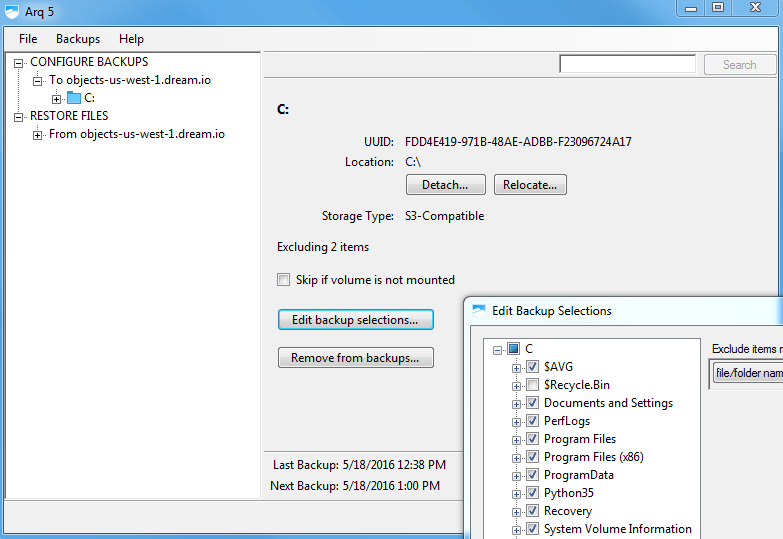 Arq 5
File Backups Help
CONFIGURE BACKUPS
To objects-us-west-1.dream.io
C:
RESTORE FILES
From objects-us-west-1.dream.io
Search
C:
UUID: FDD4E419-971B-48AE-ADBB-F23096724A17
Location: C:\
Detach... Relocate...
Storage Type: S3-Compatible
Excluding 2 items
Skip if volume is not mounted
Edit backup selections...
Remove from backups...
Last Backup: 5/18/2016 12:38 PM
Next Backup: 5/18/2016 1:00 PM
Edit Backup Selections
C
$AVG
$Recycle.Bin
Documents and Settings
PerfLogs
Program Files
Program Files (x86)
ProgramData
Python35
Recovery
System Volume Information
Exclude items
file/folder nam